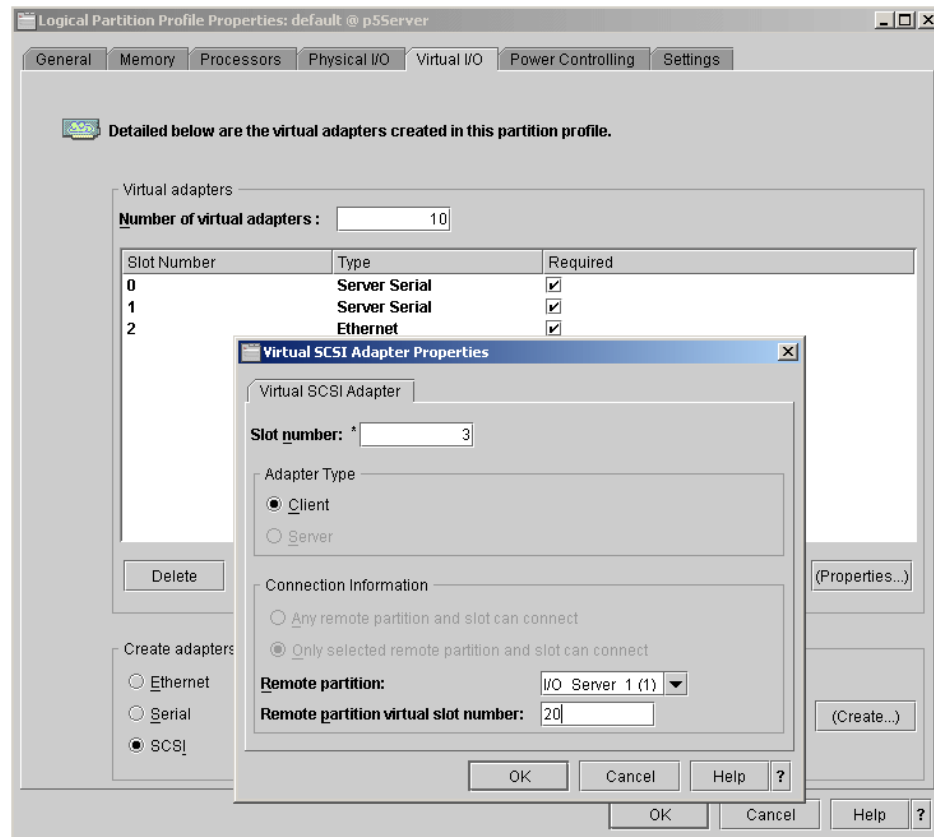 Logical Partition Profile Properties: default @ p5Server
General Memory Processors Physical I/O Virtual I/O Power Controlling Settings
Detailed below are the virtual adapters created in this partition profile.
Virtual adapters
Number of virtual adapters : 10
Slot Number Type Required
0 Server Serial
1 Server Serial
2 Ethernet
Virtual SCSI Adapter Properties
Virtual SCSI Adapter
Slot number: * 3
Adapter Type
Client
Server
Delete
(Properties...)
Connection Information
Any remote partition and slot can connect
Only selected remote partition and slot can connect
Remote partition: I/O Server 1 (1)
Remote partition virtual slot number: 20
Create adapters
Ethernet
Serial
SCSI
(Create...)
OK Cancel Help ?
OK Cancel Help ?